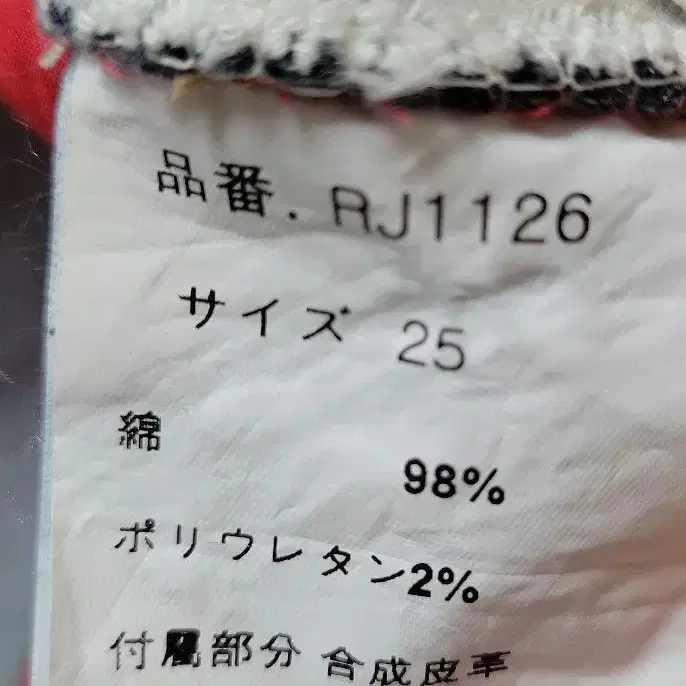 品番. RJ1126
サイズ 25
綿 98%
ポリウレタン2%
付属部分 合成皮革